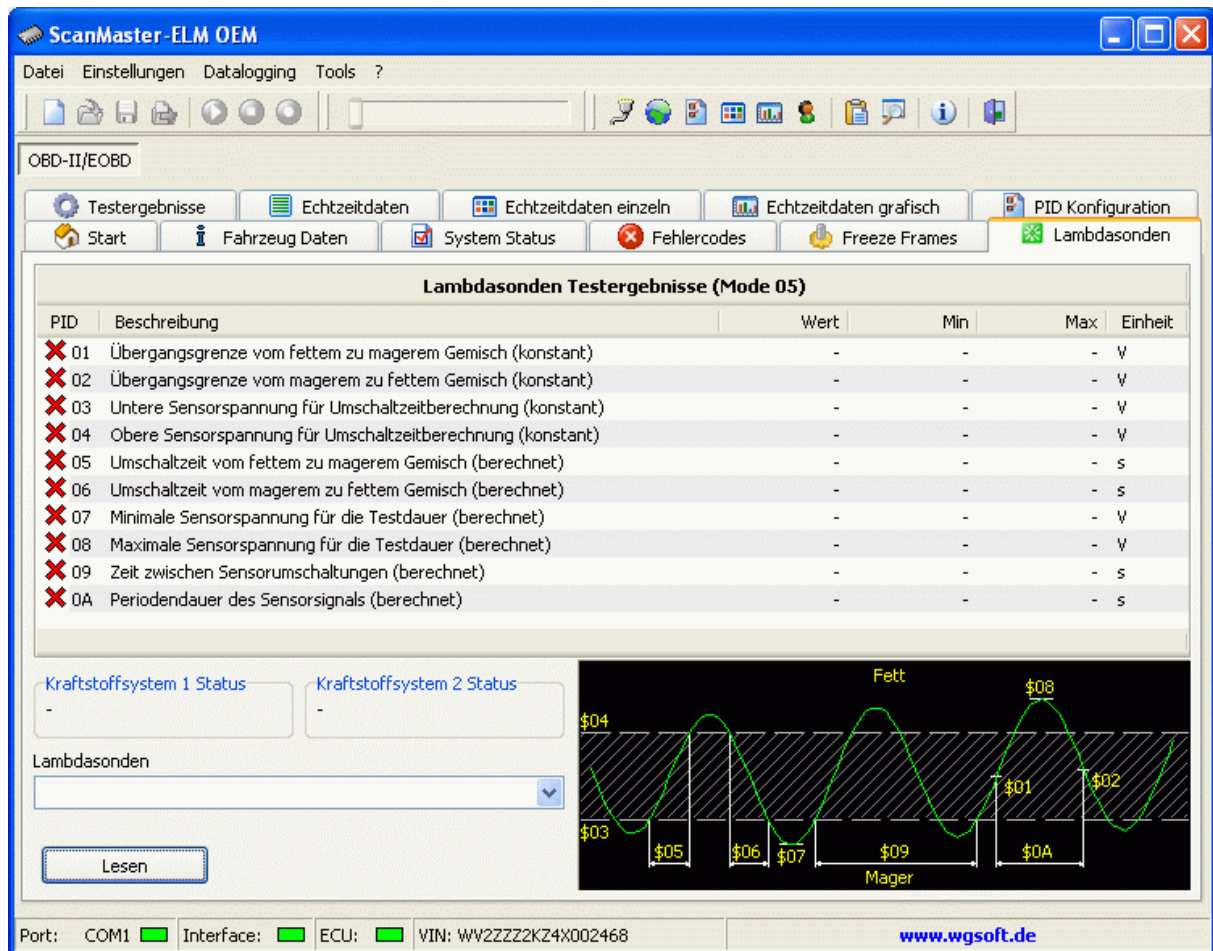 ScanMaster-ELM OEM
Datei Einstellungen Datalogging Tools ?
OBD-II/EOBD
Testergebnisse Echtzeitdaten Echtzeitdaten einzeln Echtzeitdaten grafisch PID Konfiguration
Start Fahrzeug Daten System Status Fehlercodes Freeze Frames Lambdasonden
Lambdasonden Testergebnisse (Mode 05)
PID Beschreibung Wert Min Max Einheit
01 Übergangsgrenze vom fettem zu magerem Gemisch (konstant) - - - V
02 Übergangsgrenze vom magerem zu fettem Gemisch (konstant) - - - V
03 Untere Sensorspannung für Umschaltzeitberechnung (konstant) - - - V
04 Obere Sensorspannung für Umschaltzeitberechnung (konstant) - - - V
05 Umschaltzeit vom fettem zu magerem Gemisch (berechnet) - - - s
06 Umschaltzeit vom magerem zu fettem Gemisch (berechnet) - - - s
07 Minimale Sensorspannung für die Testdauer (berechnet) - - - V
08 Maximale Sensorspannung für die Testdauer (berechnet) - - - V
09 Zeit zwischen Sensorumschaltungen (berechnet) - - - s
0A Periodendauer des Sensorsignals (berechnet) - - - s
Kraftstoffsystem 1 Status Kraftstoffsystem 2 Status
- -
Lambdasonden
Lesen
Fett
$08
$04
$01 $02
$03
$05 $06 $07 $09 $0A
Mager
Port: COM1 Interface: ECU: VIN: WV2ZZZ2KZ4X002468 www.wgsoft.de